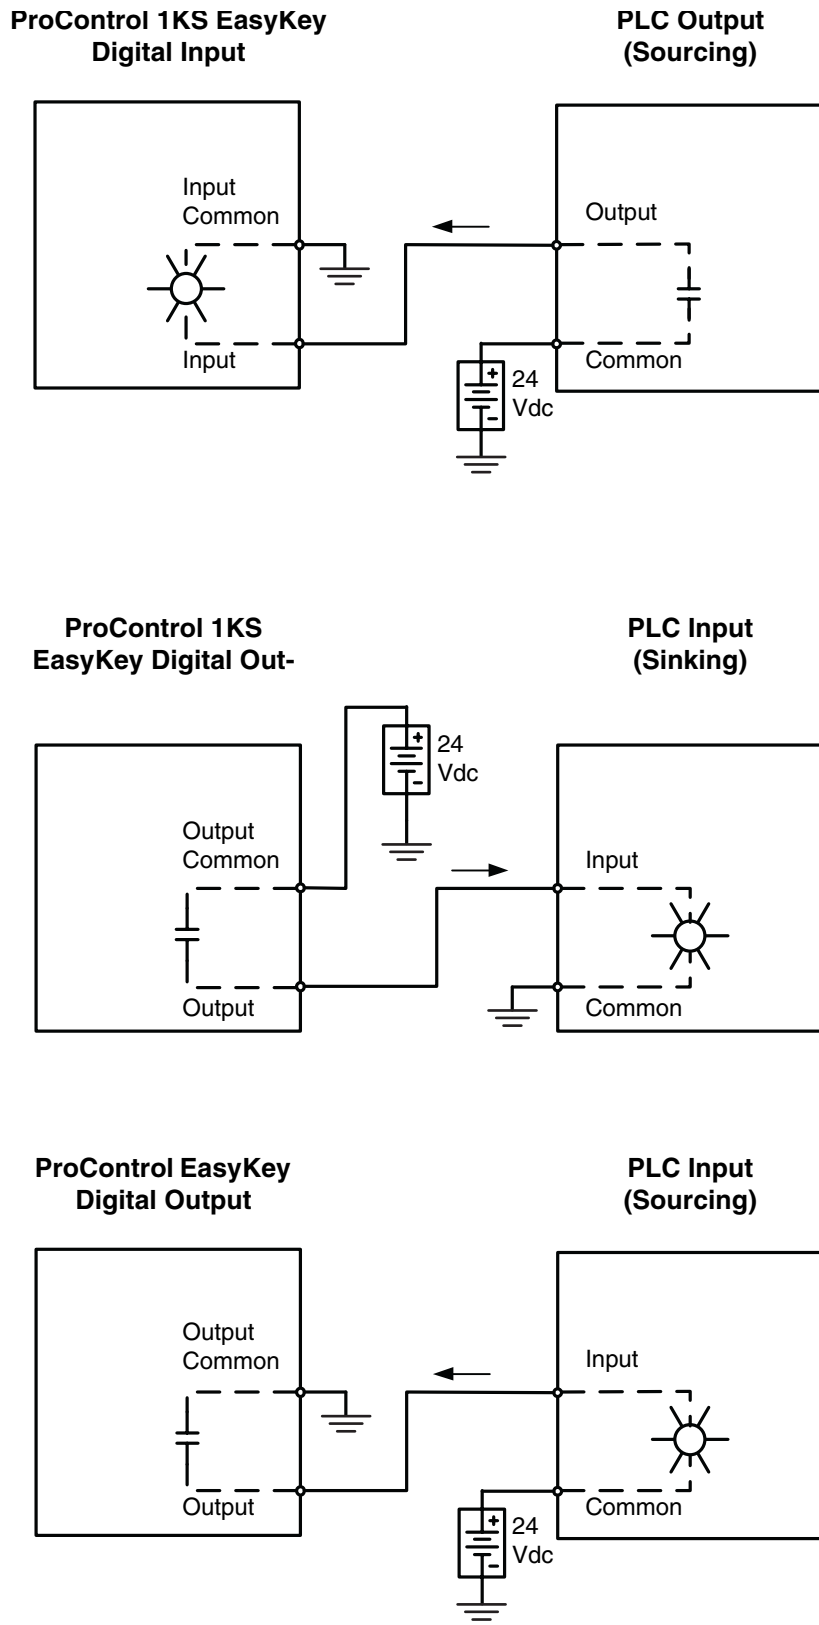 ProControl 1KS EasyKey
Digital Input
PLC Output
(Sourcing)
Input
Common
Output
Input
Common
+
24
Vdc
-
ProControl 1KS
EasyKey Digital Out-
PLC Input
(Sinking)
+
24
Vdc
-
Output
Common
Input
Output
Common
ProControl EasyKey
Digital Output
PLC Input
(Sourcing)
Output
Common
Input
Output
Common
+
24
Vdc
-